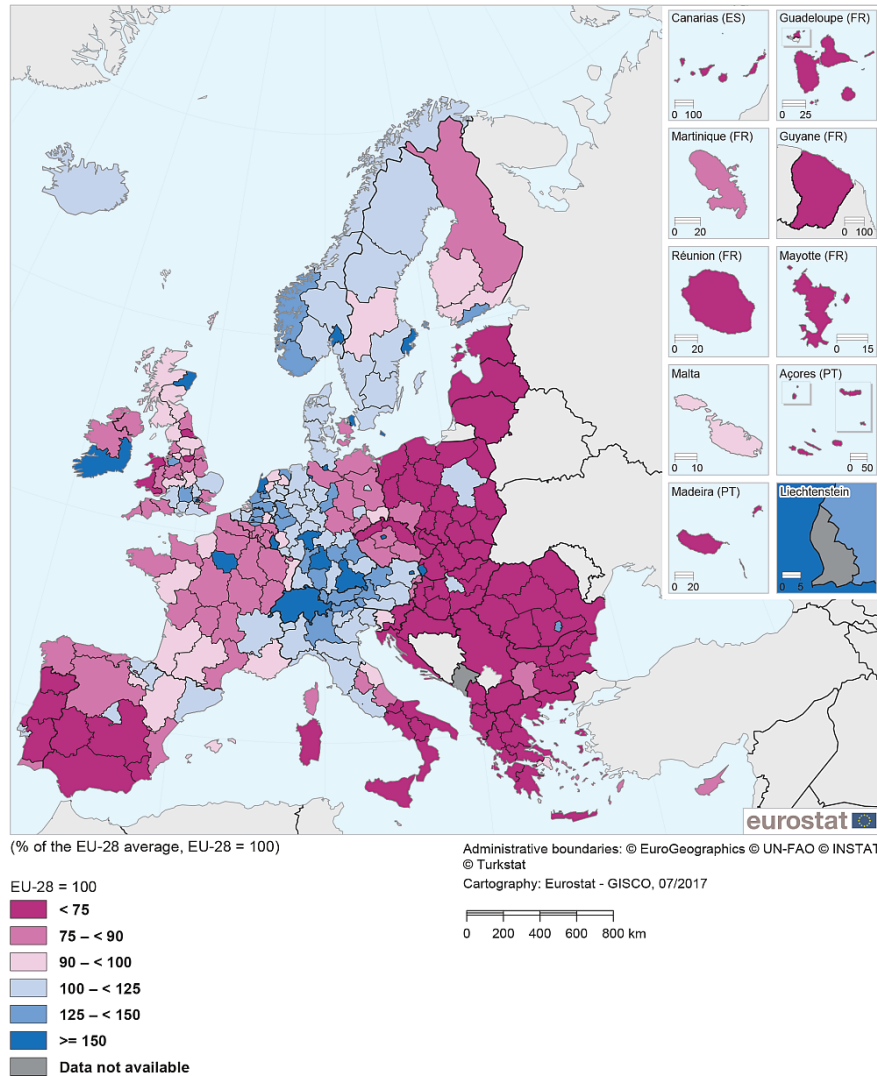 Canarias (ES)
0 100
Guadeloupe (FR)
0 25
Martinique (FR)
0 20
Guyane (FR)
0 100
Réunion (FR)
0 20
Mayotte (FR)
0 15
Malta
0 10
Açores (PT)
0 50
Madeira (PT)
0 20
Liechtenstein
0 5
eurostat
(% of the EU-28 average, EU-28 = 100)
Administrative boundaries: © EuroGeographics © UN-FAO © INSTAT
© Turkstat
Cartography: Eurostat - GISCO, 07/2017
0 200 400 600 800 km
EU-28 = 100
< 75
75 – < 90
90 – < 100
100 – < 125
125 – < 150
>= 150
Data not available